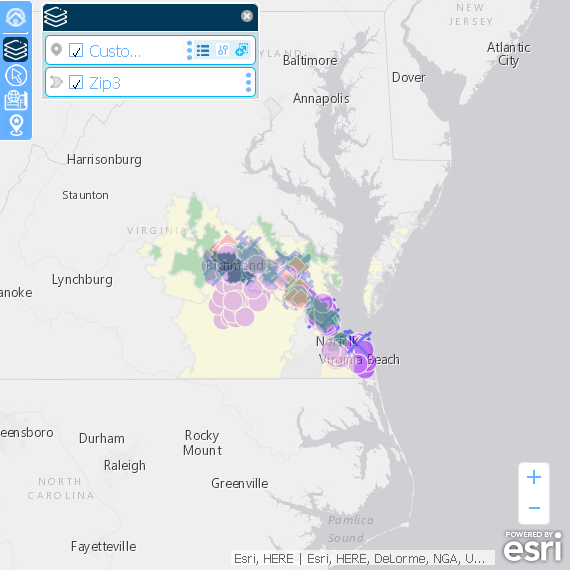 Custo...
Zip3
NEW
JERSEY
Atlantic
City
YLAND
Baltimore
Dover
Annapolis
Harrisonburg
Staunton
VIRGINIA
Richmond
Lynchburg
anoke
Norfolk
Virginia Beach
eensboro
Durham
Rocky
Mount
Raleigh
Greenville
NORTH
CAROLINA
Pamlico
Sound
Fayetteville
+
−
POWERED BY
esri
Esri, HERE | Esri, HERE, DeLorme, NGA, U...